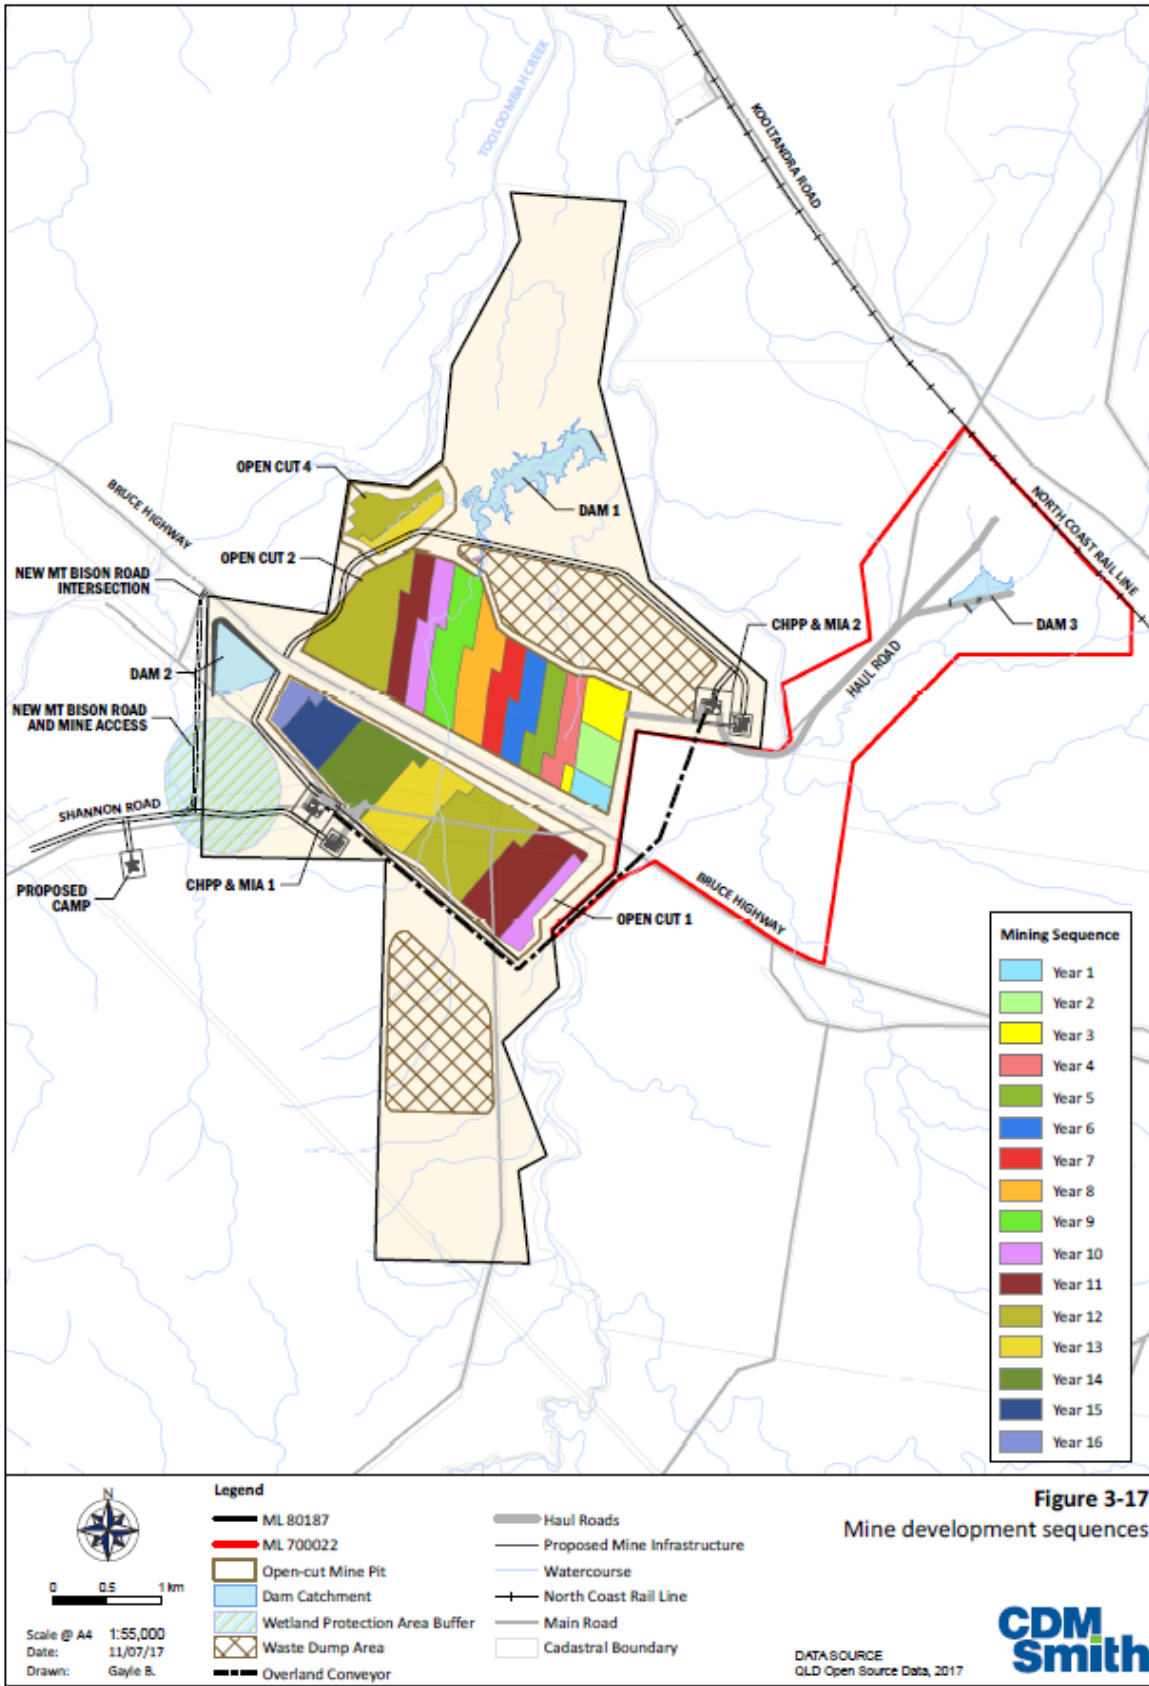 TOOLOOMBAH CREEK
KOOLTANDRA ROAD
OPEN CUT 4
BRUCE HIGHWAY
DAM 1
NORTH COAST RAIL LINE
OPEN CUT 2
NEW MT BISON ROAD
INTERSECTION
CHPP & MIA 2
DAM 3
HAUL ROAD
DAM 2
NEW MT BISON ROAD
AND MINE ACCESS
SHANNON ROAD
PROPOSED
CAMP
CHPP & MIA 1
BRUCE HIGHWAY
OPEN CUT 1
Mining Sequence
Year 1
Year 2
Year 3
Year 4
Year 5
Year 6
Year 7
Year 8
Year 9
Year 10
Year 11
Year 12
Year 13
Year 14
Year 15
Year 16
N
0 0.5 1 km
Scale @ A4 1:55,000
Date: 11/07/17
Drawn: Gayle B.
Legend
ML 80187
ML 700022
Open-cut Mine Pit
Dam Catchment
Wetland Protection Area Buffer
Waste Dump Area
Overland Conveyor
Haul Roads
Proposed Mine Infrastructure
Watercourse
North Coast Rail Line
Main Road
Cadastral Boundary
Figure 3-17
Mine development sequences
DATA SOURCE
QLD Open Source Data, 2017
CDM
Smith